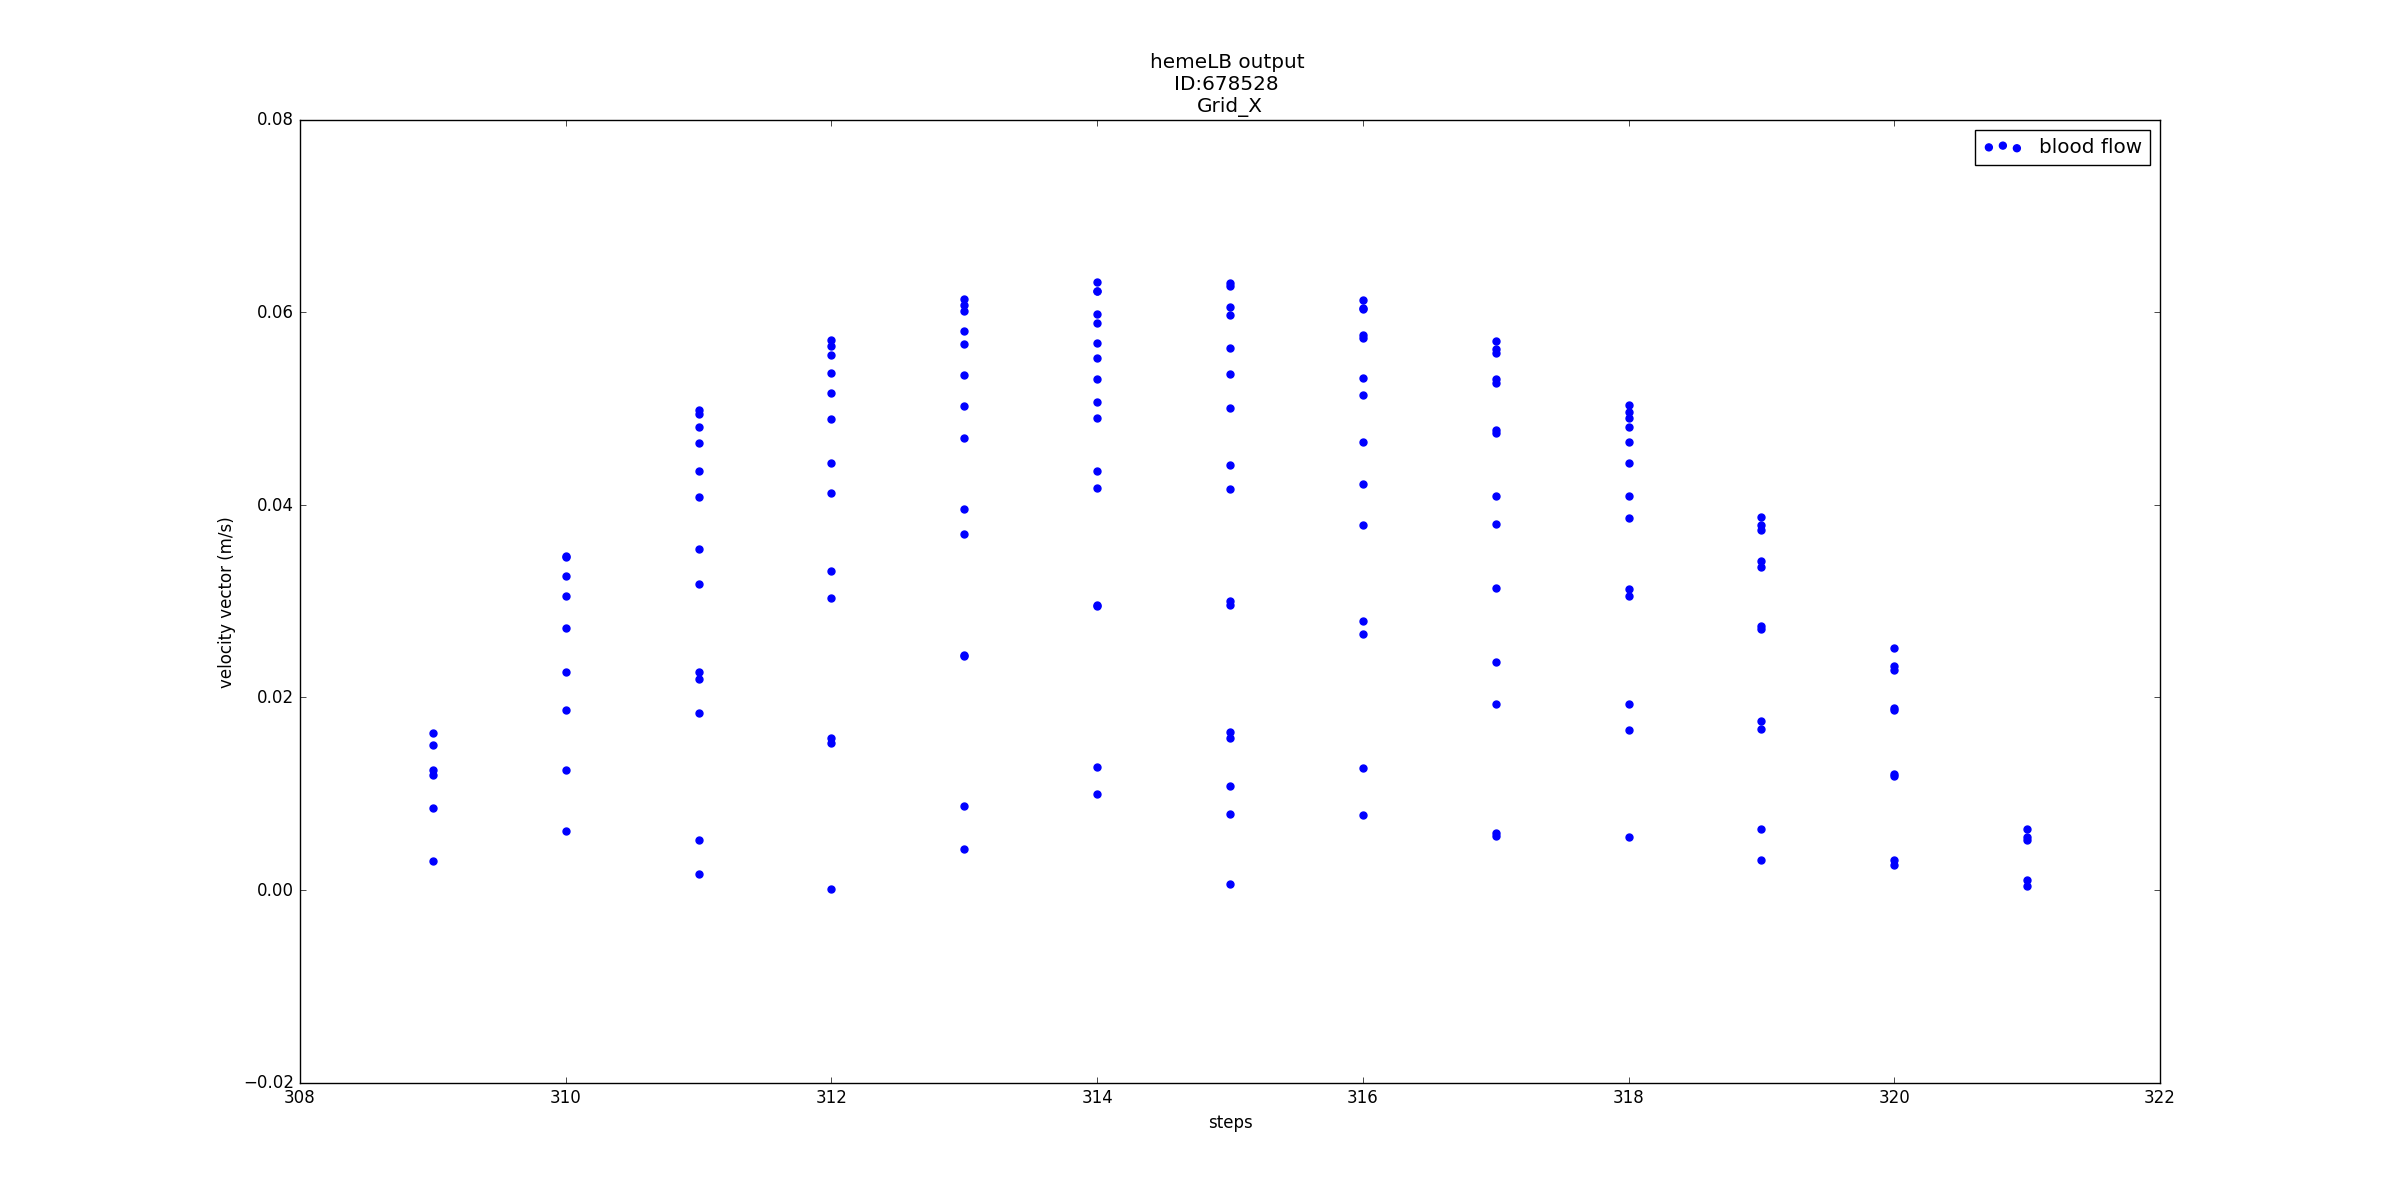 hemeLB output
ID:678528
Grid_X
0.08
blood flow
0.06
0.04
velocity vector (m/s)
0.02
0.00
−0.02
308 310 312 314 316 318 320 322
steps